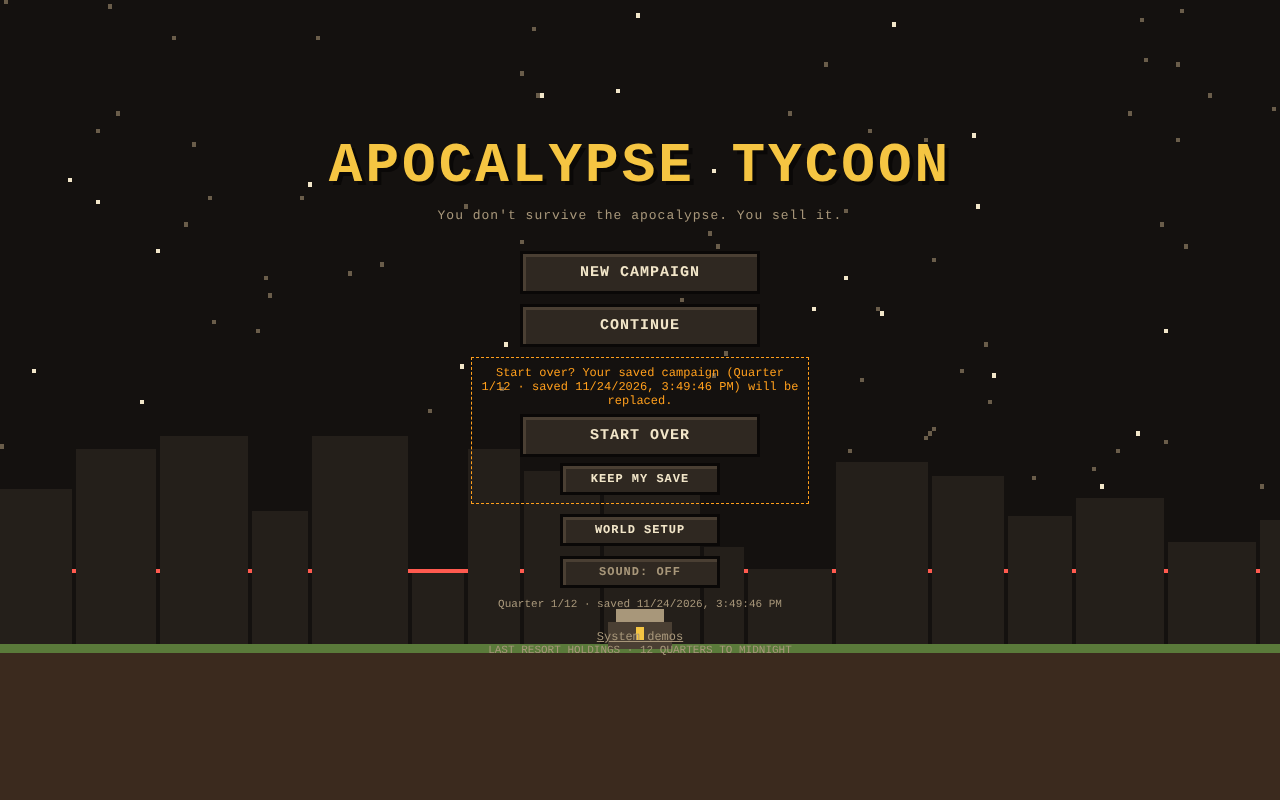 APOCALYPSE TYCOON
You don't survive the apocalypse. You sell it.
NEW CAMPAIGN
CONTINUE
Start over? Your saved campaign (Quarter
1/12 · saved 11/24/2026, 3:49:46 PM) will be
replaced.
START OVER
KEEP MY SAVE
WORLD SETUP
SOUND: OFF
Quarter 1/12 · saved 11/24/2026, 3:49:46 PM
System demos
LAST RESORT HOLDINGS · 12 QUARTERS TO MIDNIGHT